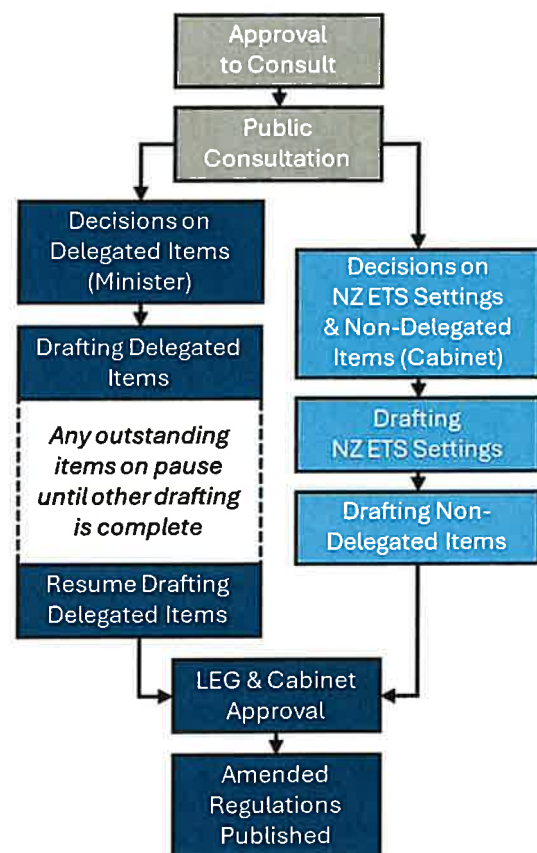 Approval
to Consult
Public
Consultation
Decisions on
Delegated Items
(Minister)
Drafting Delegated
Items
Any outstanding
items on pause
until other drafting
is complete
Resume Drafting
Delegated Items
Decisions on
NZ ETS Settings
& Non-Delegated
Items (Cabinet)
Drafting
NZ ETS Settings
Drafting Non-
Delegated Items
LEG & Cabinet
Approval
Amended
Regulations
Published